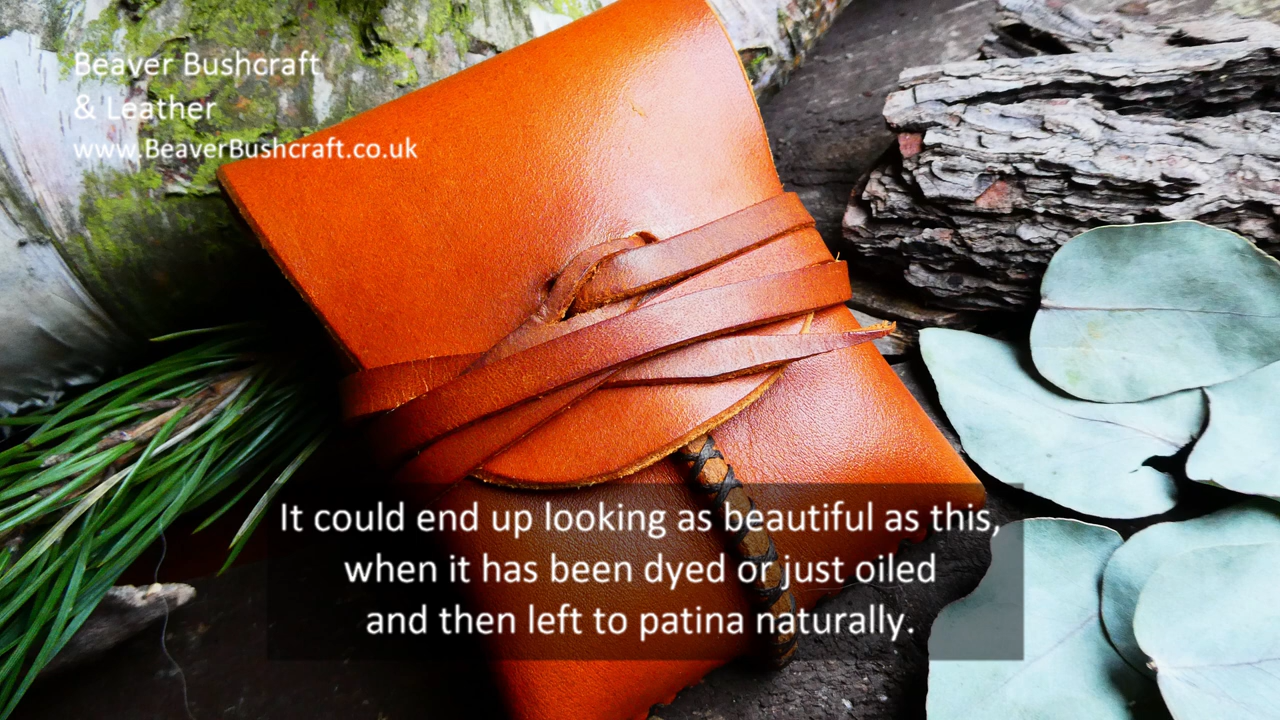 Beaver Bushcraft
& Leather
www.BeaverBushcraft.co.uk
It could end up looking as beautiful as this,
when it has been dyed or just oiled
and then left to patina naturally.